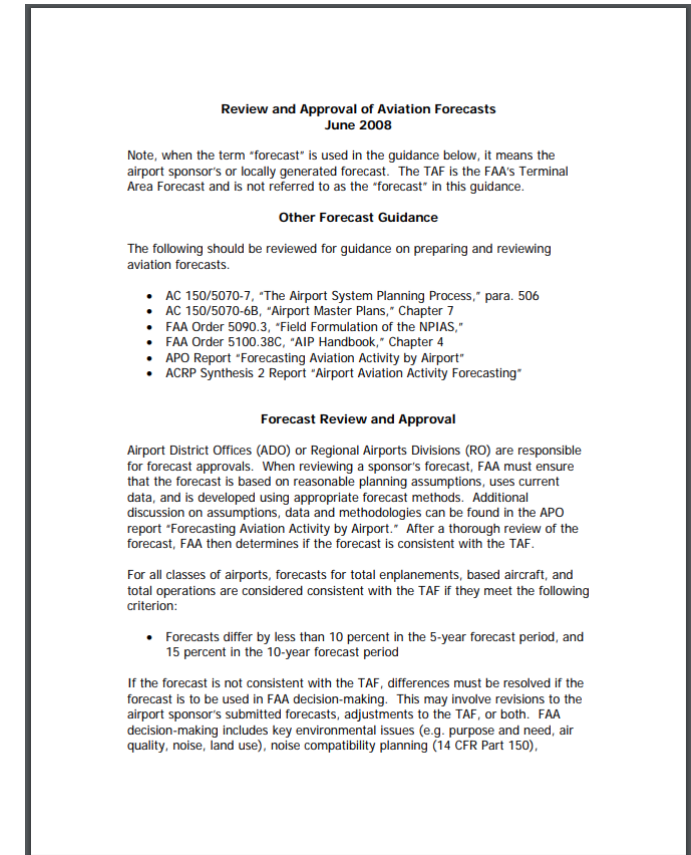 Review and Approval of Aviation Forecasts
June 2008
Note, when the term “forecast” is used in the guidance below, it means the
airport sponsor’s or locally generated forecast.  The TAF is the FAA’s Terminal
Area Forecast and is not referred to as the “forecast” in this guidance.
Other Forecast Guidance
The following should be reviewed for guidance on preparing and reviewing
aviation forecasts.
• AC 150/5070-7, “The Airport System Planning Process,” para. 506
• AC 150/5070-6B, “Airport Master Plans,” Chapter 7
• FAA Order 5090.3, “Field Formulation of the NPIAS,”
• FAA Order 5100.38C, “AIP Handbook,” Chapter 4
• APO Report “Forecasting Aviation Activity by Airport”
• ACRP Synthesis 2 Report “Airport Aviation Activity Forecasting”
Forecast Review and Approval
Airport District Offices (ADO) or Regional Airports Divisions (RO) are responsible
for forecast approvals.  When reviewing a sponsor’s forecast, FAA must ensure
that the forecast is based on reasonable planning assumptions, uses current
data, and is developed using appropriate forecast methods.  Additional
discussion on assumptions, data and methodologies can be found in the APO
report “Forecasting Aviation Activity by Airport.”  After a thorough review of the
forecast, FAA then determines if the forecast is consistent with the TAF.
For all classes of airports, forecasts for total enplanements, based aircraft, and
total operations are considered consistent with the TAF if they meet the following
criterion:
• Forecasts differ by less than 10 percent in the 5-year forecast period, and
15 percent in the 10-year forecast period
If the forecast is not consistent with the TAF, differences must be resolved if the
forecast is to be used in FAA decision-making.  This may involve revisions to the
airport sponsor’s submitted forecasts, adjustments to the TAF, or both.  FAA
decision-making includes key environmental issues (e.g. purpose and need, air
quality, noise, land use), noise compatibility planning (14 CFR Part 150),